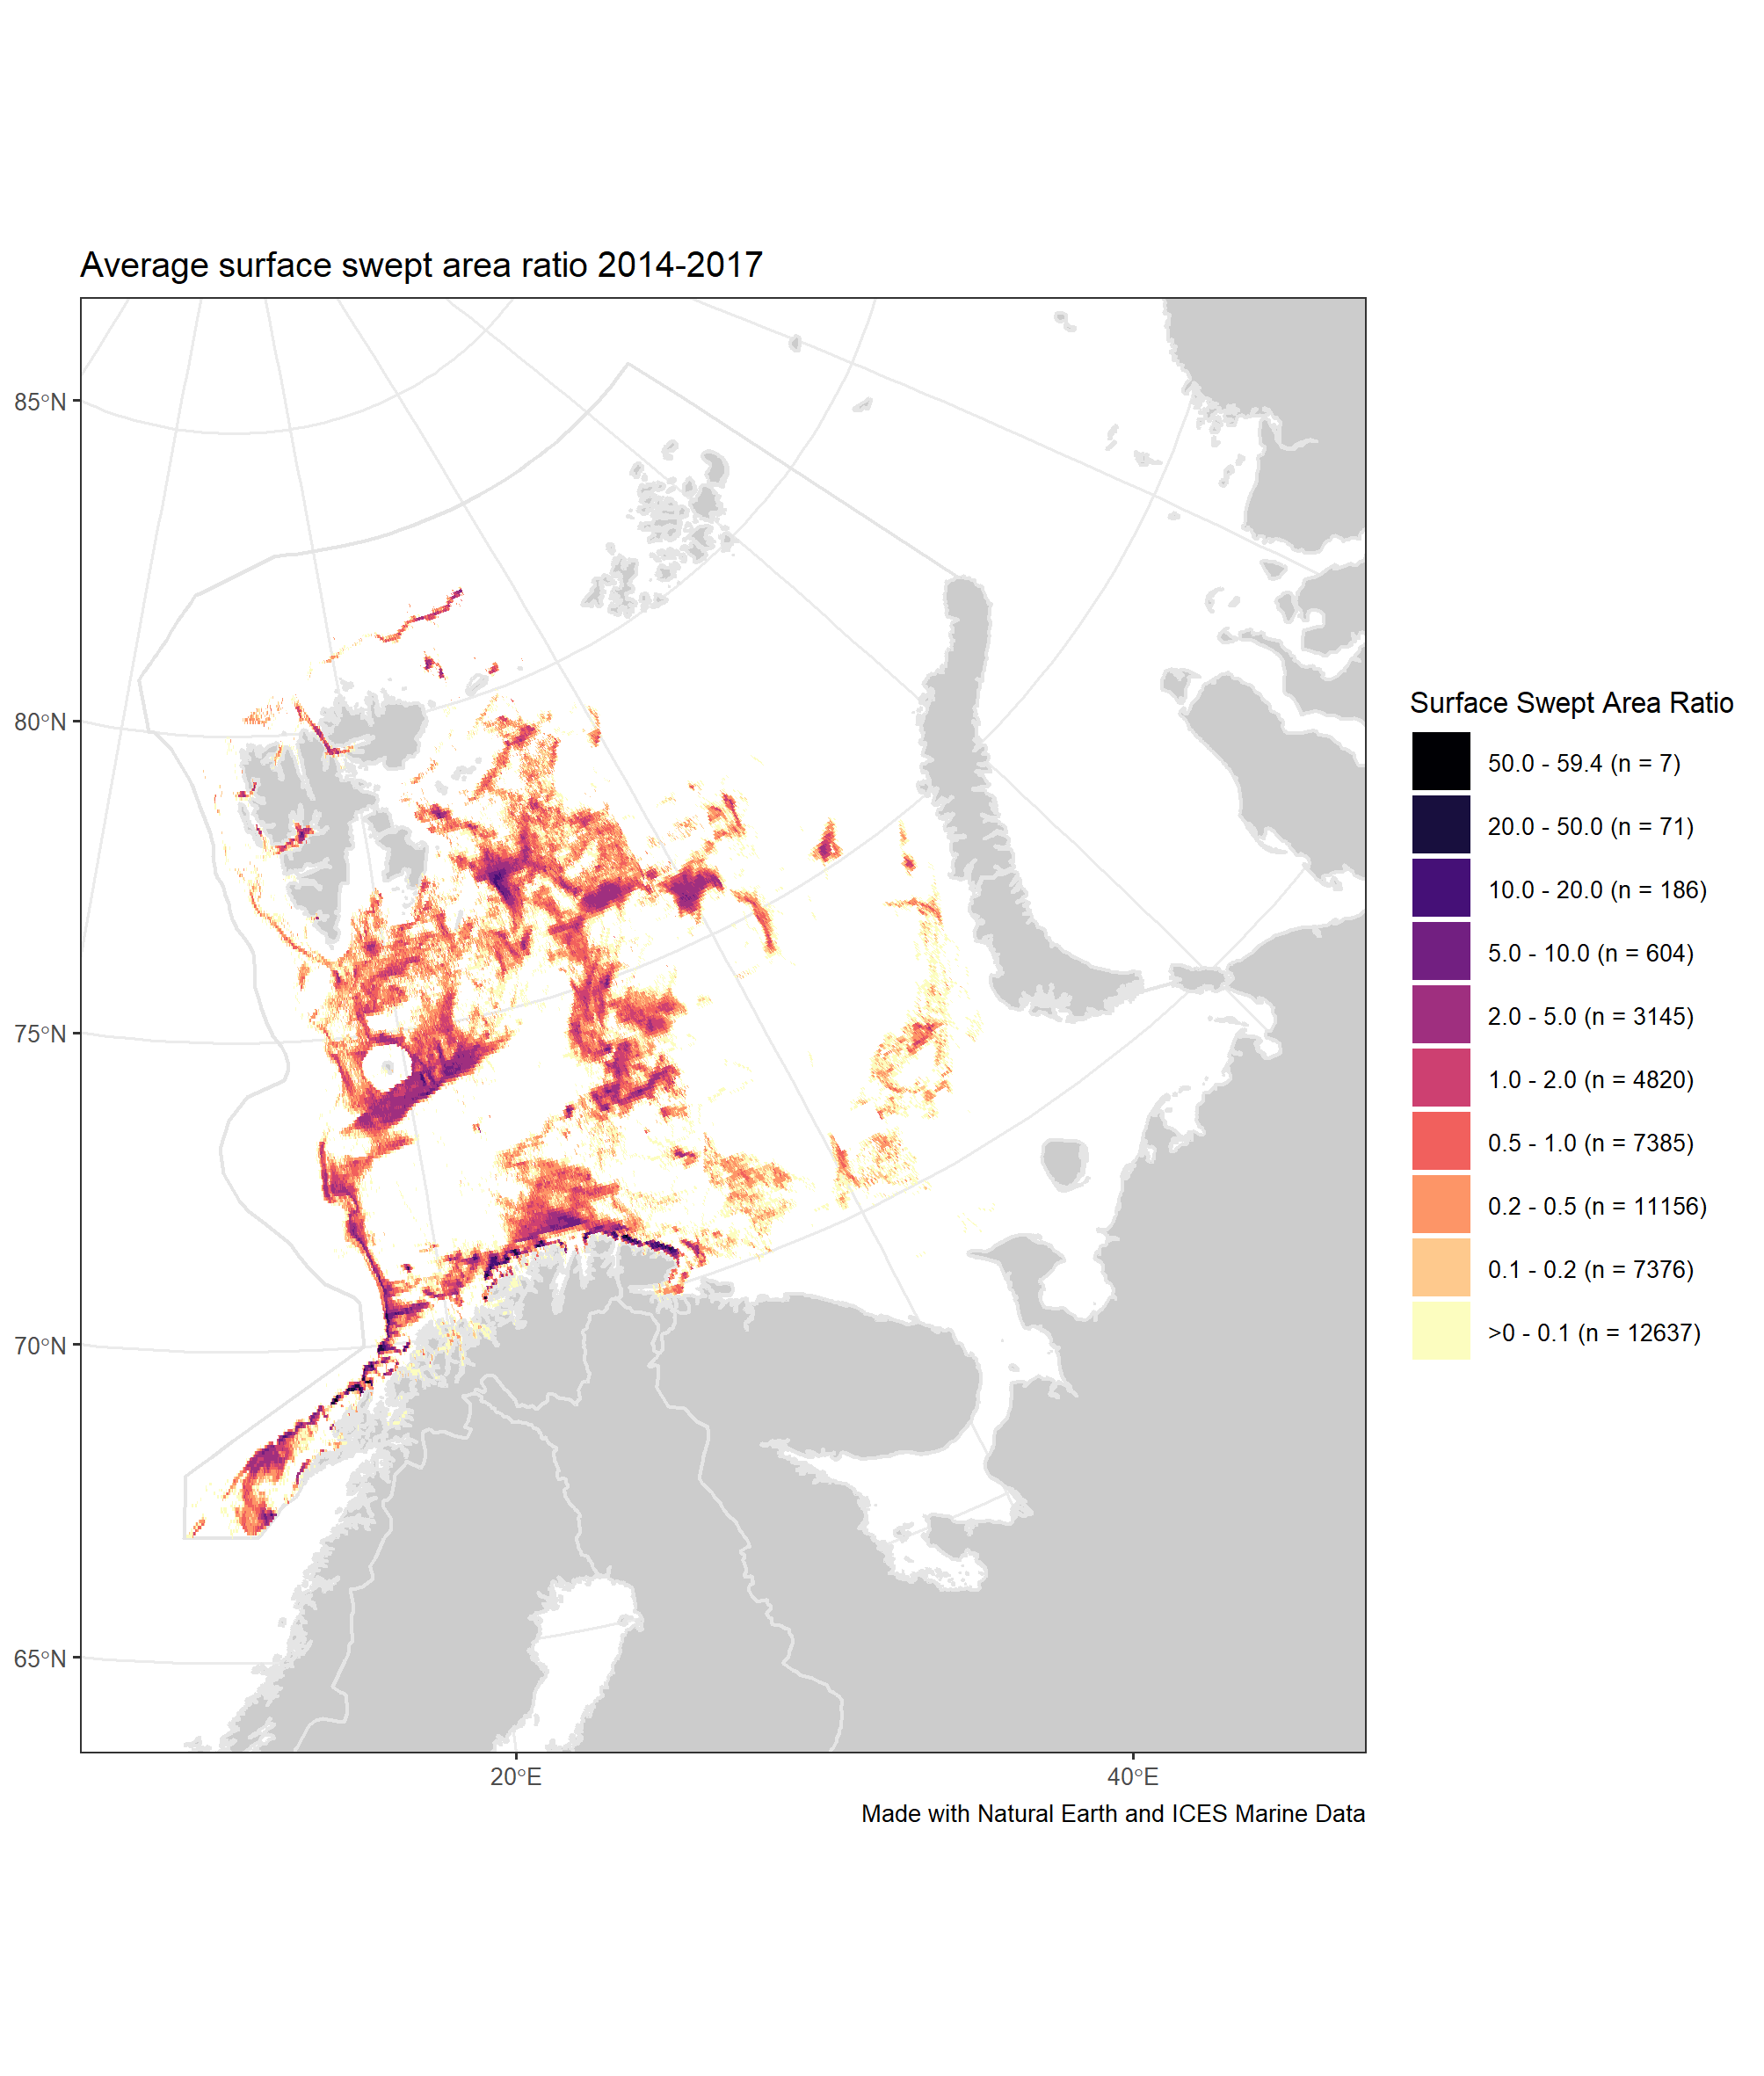 Average surface swept area ratio 2014-2017
85°N
80°N
75°N
70°N
65°N
20°E
40°E
Made with Natural Earth and ICES Marine Data
Surface Swept Area Ratio
50.0 - 59.4 (n = 7)
20.0 - 50.0 (n = 71)
10.0 - 20.0 (n = 186)
5.0 - 10.0 (n = 604)
2.0 - 5.0 (n = 3145)
1.0 - 2.0 (n = 4820)
0.5 - 1.0 (n = 7385)
0.2 - 0.5 (n = 11156)
0.1 - 0.2 (n = 7376)
>0 - 0.1 (n = 12637)